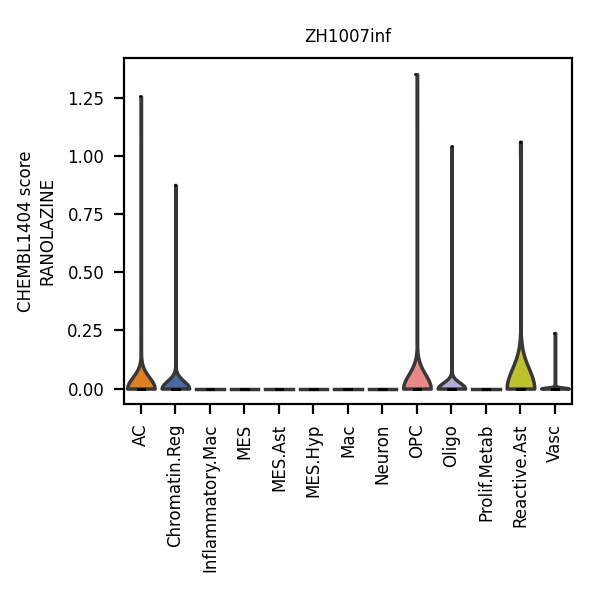 ZH1007inf
CHEMBL1404 score
RANOLAZINE
1.25
1.00
0.75
0.50
0.25
0.00
AC
Chromatin.Reg
Inflammatory.Mac
MES
MES.Ast
MES.Hyp
Mac
Neuron
OPC
Oligo
Prolif.Metab
Reactive.Ast
Vasc